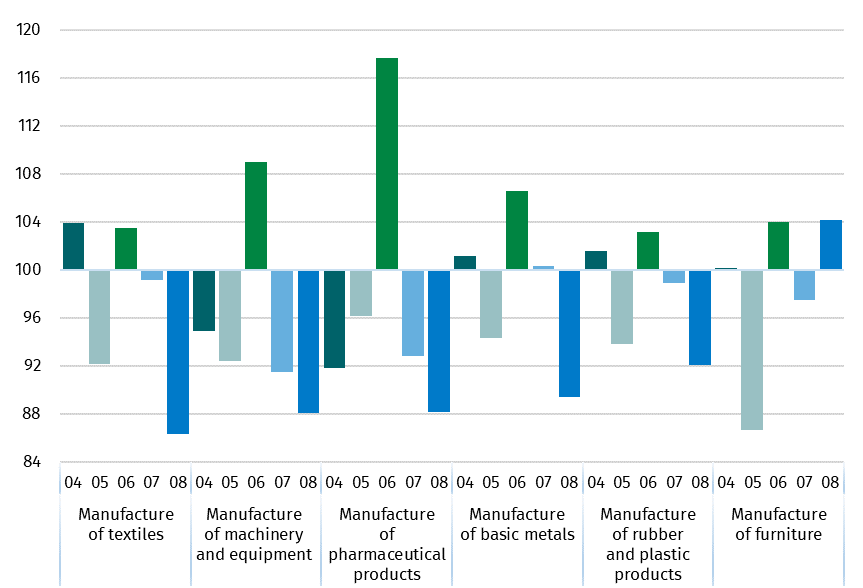 120
116
112
108
104
100
96
92
88
84
04 05 06 07 08 04 05 06 07 08 04 05 06 07 08 04 05 06 07 08 04 05 06 07 08 04 05 06 07 08
Manufacture
of textiles
Manufacture
of machinery
and equipment
Manufacture
of
pharmaceutical
products
Manufacture
of basic metals
Manufacture
of rubber
and plastic
products
Manufacture
of furniture